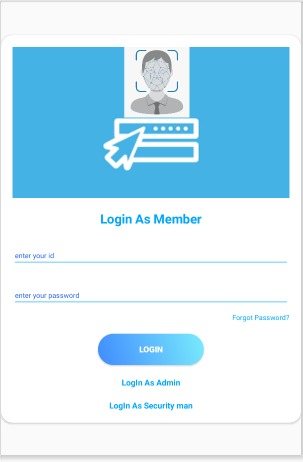 Login As Member
enter your id
enter your password
Forgot Password?
LOGIN
LogIn As Admin
LogIn As Security man